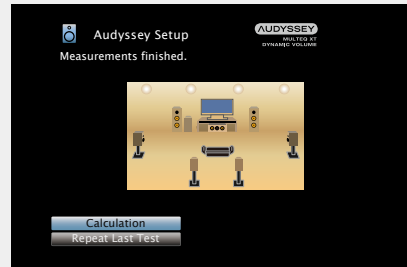 Audyssey Setup
AUDYSSEY
MULTEQ XT
DYNAMIC VOLUME
Measurements finished.
Calculation
Repeat Last Test